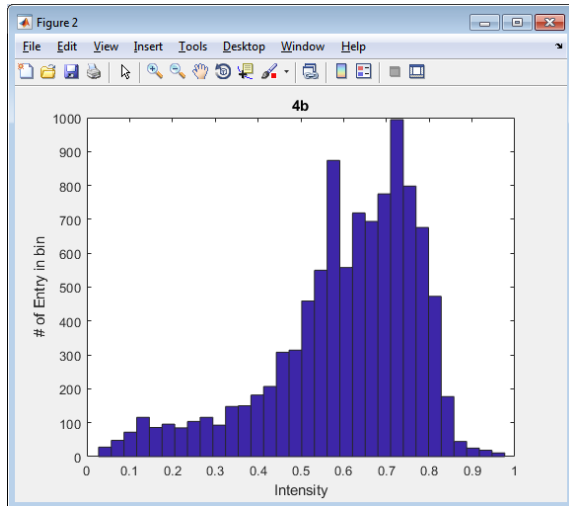 Figure 2
File Edit View Insert Tools Desktop Window Help
4b
1000
900
800
700
600
500
400
300
200
100
0
# of Entry in bin
0 0.1 0.2 0.3 0.4 0.5 0.6 0.7 0.8 0.9 1
Intensity